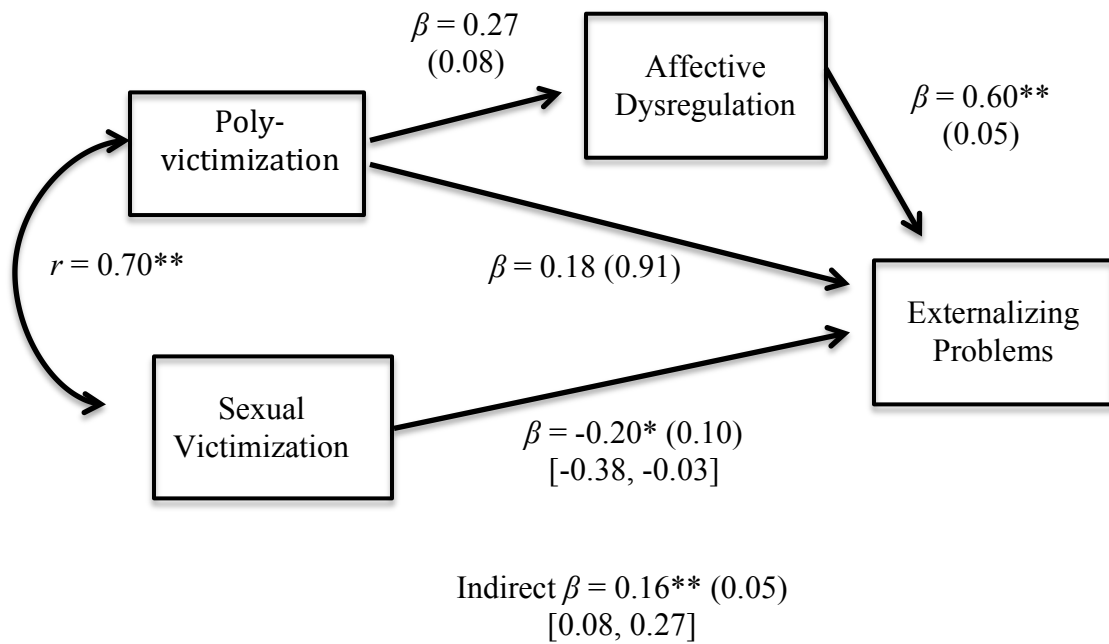 β = 0.27
(0.08)
Affective
Dysregulation
β = 0.60**
(0.05)
Poly-
victimization
r = 0.70**
β = 0.18 (0.91)
Externalizing
Problems
Sexual
Victimization
β = -0.20* (0.10)
[-0.38, -0.03]
Indirect β = 0.16** (0.05)
[0.08, 0.27]